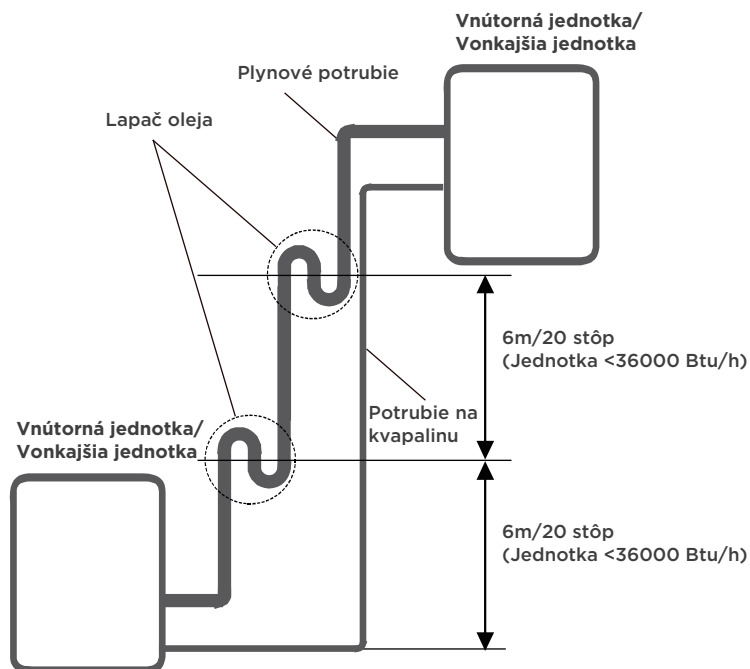 Vnútorná jednotka/
Vonkajšia jednotka
Plynové potrubie
Lapač oleja
6m/20 stôp
(Jednotka <36000 Btu/h)
Potrubie na
kvapalinu
Vnútorná jednotka/
Vonkajšia jednotka
6m/20 stôp
(Jednotka <36000 Btu/h)